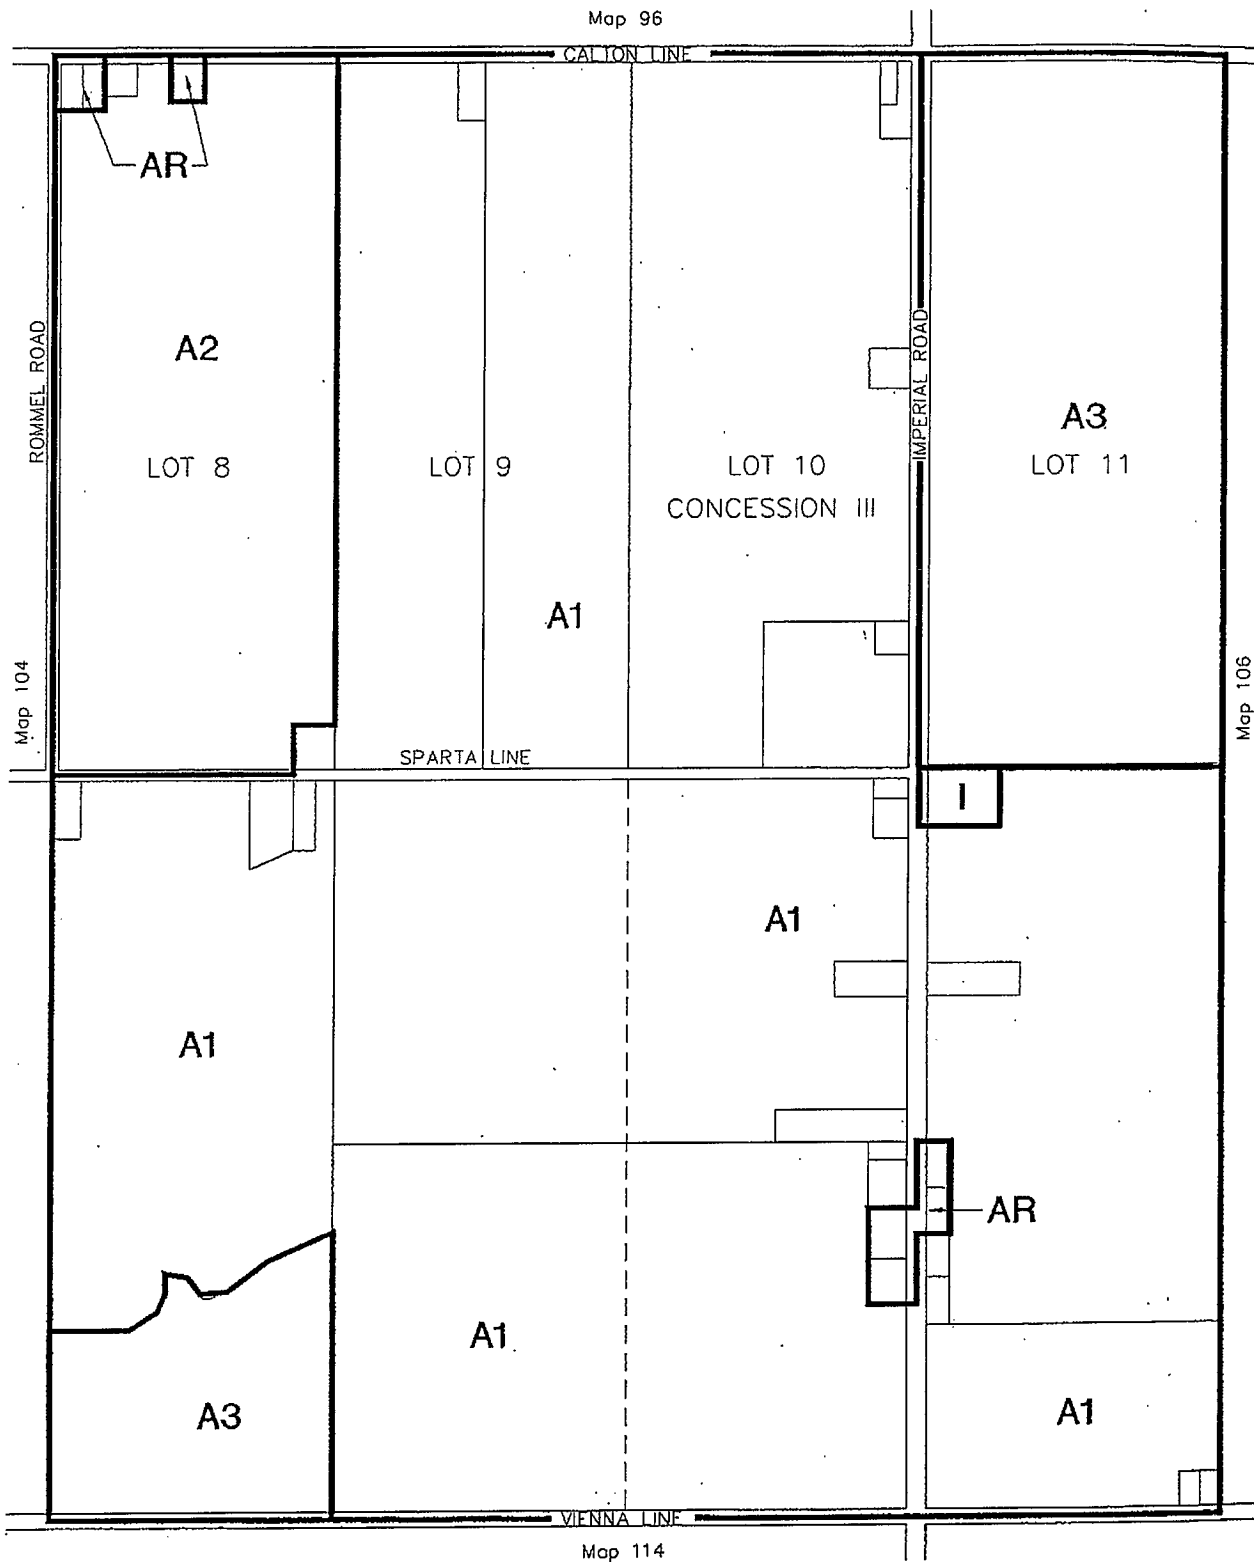 Map 96
CALTON LINE
AR
ROMMEL ROAD
A2
IMPERIAL ROAD
A3
LOT 8
LOT 9
LOT 10
LOT 11
CONCESSION III
A1
Map 104
Map 106
SPARTA LINE
I
A1
A1
AR
A1
A3
A1
VIENNA LINE
Map 114